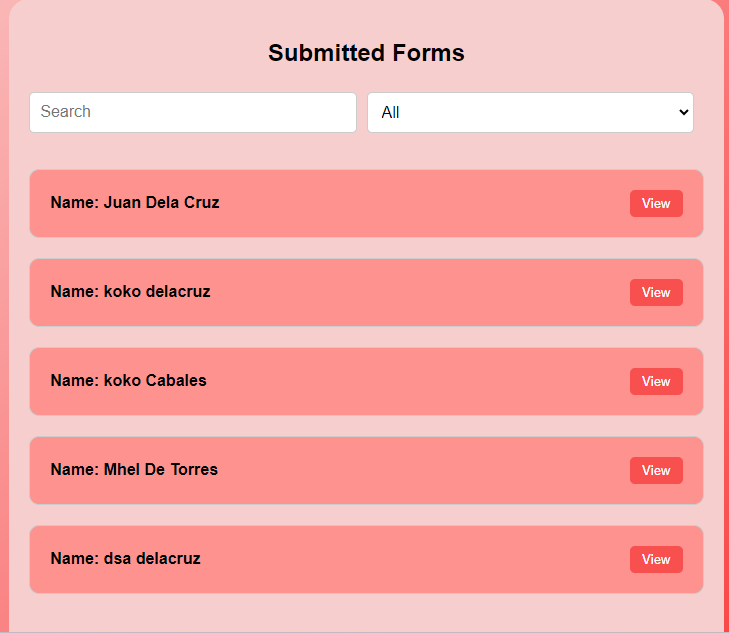 Submitted Forms
Search All
Name: Juan Dela Cruz View
Name: koko delacruz View
Name: koko Cabales View
Name: Mhel De Torres View
Name: dsa delacruz View